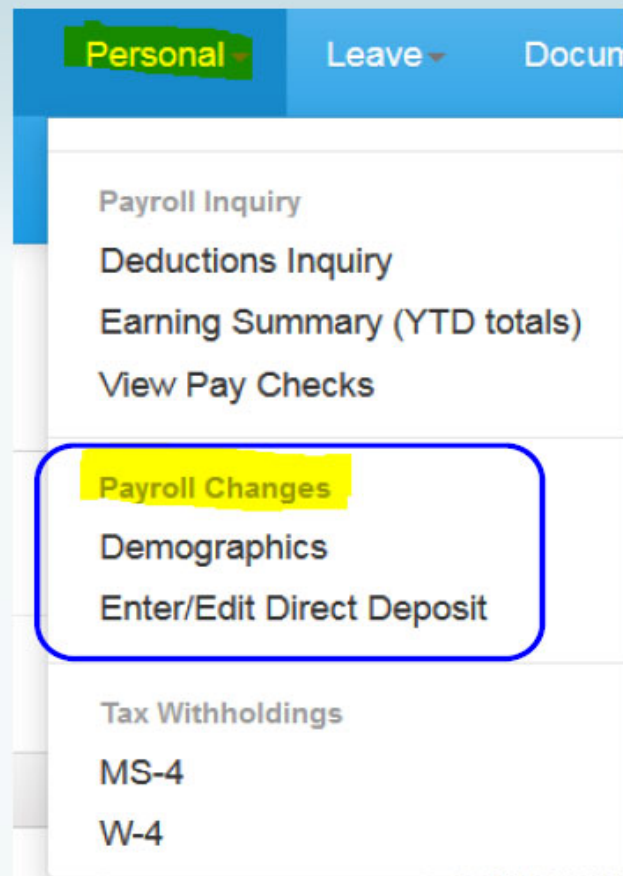 Personal Leave Docum
Payroll Inquiry
Deductions Inquiry
Earning Summary (YTD totals)
View Pay Checks
Payroll Changes
Demographics
Enter/Edit Direct Deposit
Tax Withholdings
MS-4
W-4